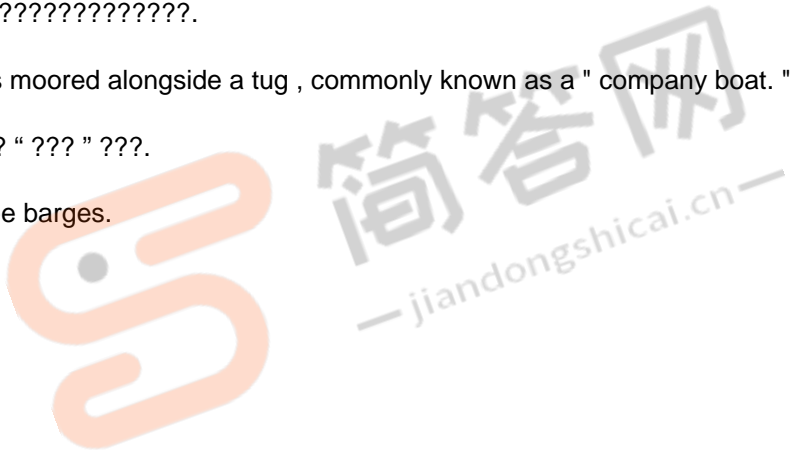 ?????????????.
s moored alongside a tug , commonly known as a " company boat. "
? “ ??? ” ???.
e barges.
简答网
jiandongshicai.cn